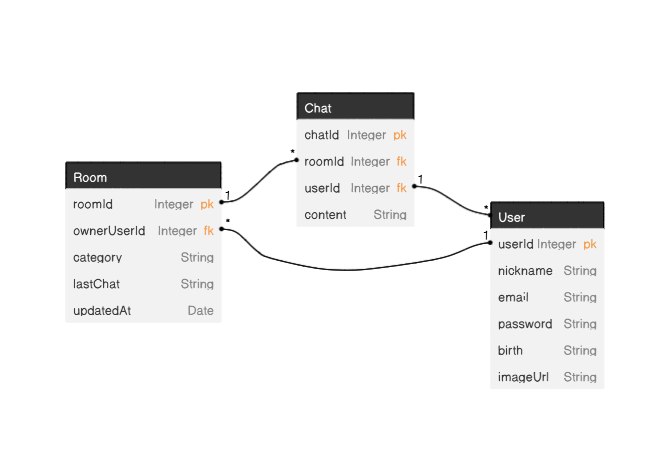 Chat
chatId Integer pk
* roomId Integer fk
userId Integer fk 1
content String
Room
roomId Integer pk 1
ownerUserId Integer fk *
category String
lastChat String
updatedAt Date
* User
1 userId Integer pk
nickname String
email String
password String
birth String
imageUrl String